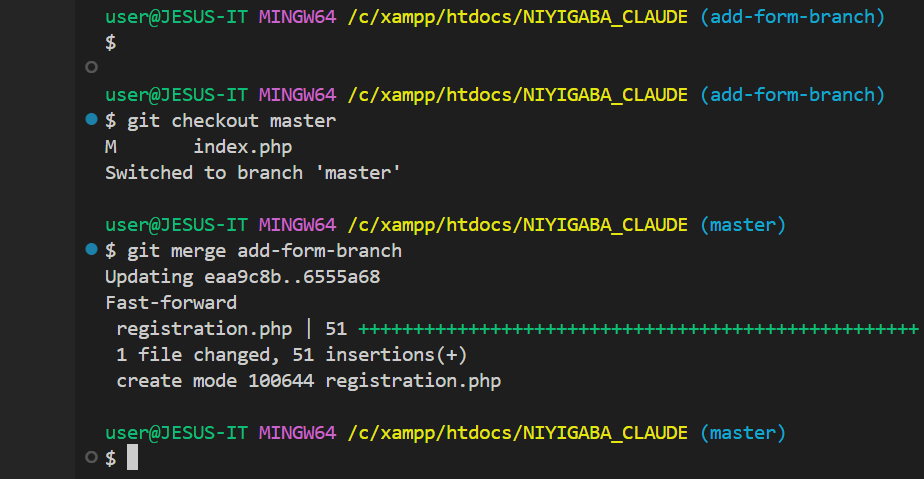 user@JESUS-IT MINGW64 /c/xampp/htdocs/NIYIGABA_CLAUDE (add-form-branch)
$
user@JESUS-IT MINGW64 /c/xampp/htdocs/NIYIGABA_CLAUDE (add-form-branch)
$ git checkout master
M       index.php
Switched to branch 'master'
user@JESUS-IT MINGW64 /c/xampp/htdocs/NIYIGABA_CLAUDE (master)
$ git merge add-form-branch
Updating eaa9c8b..6555a68
Fast-forward
 registration.php | 51 +++++++++++++++++++++++++++++++++++++++++++++++++++
 1 file changed, 51 insertions(+)
 create mode 100644 registration.php
user@JESUS-IT MINGW64 /c/xampp/htdocs/NIYIGABA_CLAUDE (master)
$